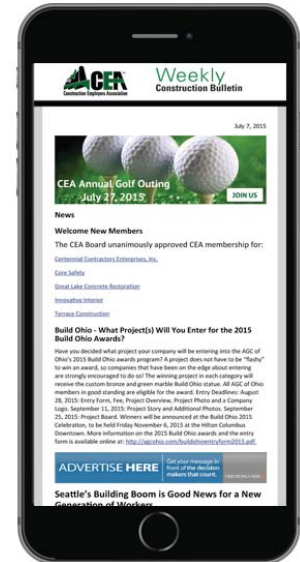 CEA
Construction Employers Association
Weekly
Construction Bulletin
July 7, 2015
CEA Annual Golf Outing
July 27, 2015
JOIN US
News
Welcome New Members
The CEA Board unanimously approved CEA membership for:
Centennial Contractors Enterprises, Inc.
Core Safety
Great Lake Concrete Restoration
Innovative Interior
Terrace Construction
Build Ohio - What Project(s) Will You Enter for the 2015
Build Ohio Awards?
Have you decided what project your company will be entering into the AGC of
Ohio's 2015 Build Ohio awards program? A project does not have to be "flashy"
to win an award, so companies that have been on the edge about entering
are strongly encouraged to do so! The winning project in each category will
receive the custom bronze and green marble Build Ohio statue. All AGC of Ohio
members in good standing are eligible for the award. Entry Deadlines: August
28, 2015: Entry Form, Fee, Project Overview, Project Photo and a Company
Logo. September 11, 2015: Project Story and Additional Photos. September
25, 2015: Project Board. Winners will be announced at the Build Ohio 2015
Celebration, to be held Friday November 6, 2015 at the Hilton Columbus
Downtown. More information on the 2015 Build Ohio awards and the entry
form is available online at: http://agcohio.com/buildohioentryform2015.pdf.
ADVERTISE HERE
Get your message in
front of the decision
makers that count.
Seattle's Building Boom is Good News for a New
Generation of Workers